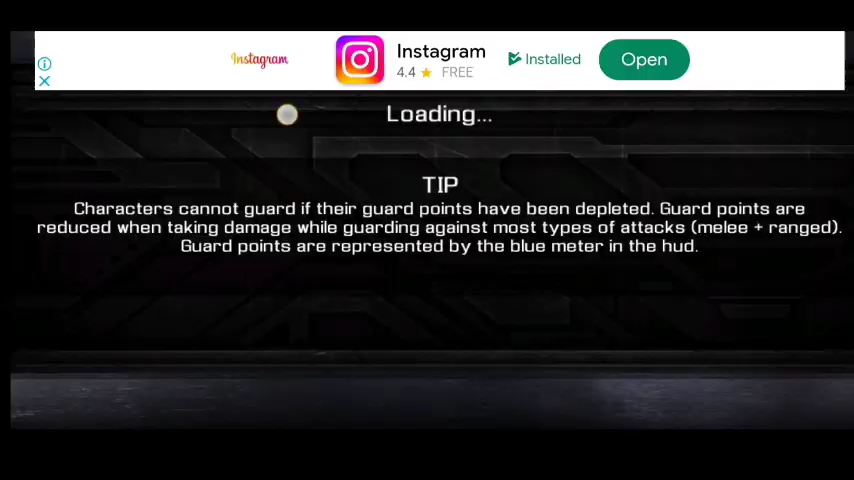 Instagram
Instagram
4.4 ★ FREE
Installed
Open
Loading...
TIP
Characters cannot guard if their guard points have been depleted. Guard points are
reduced when taking damage while guarding against most types of attacks (melee + ranged).
Guard points are represented by the blue meter in the hud.